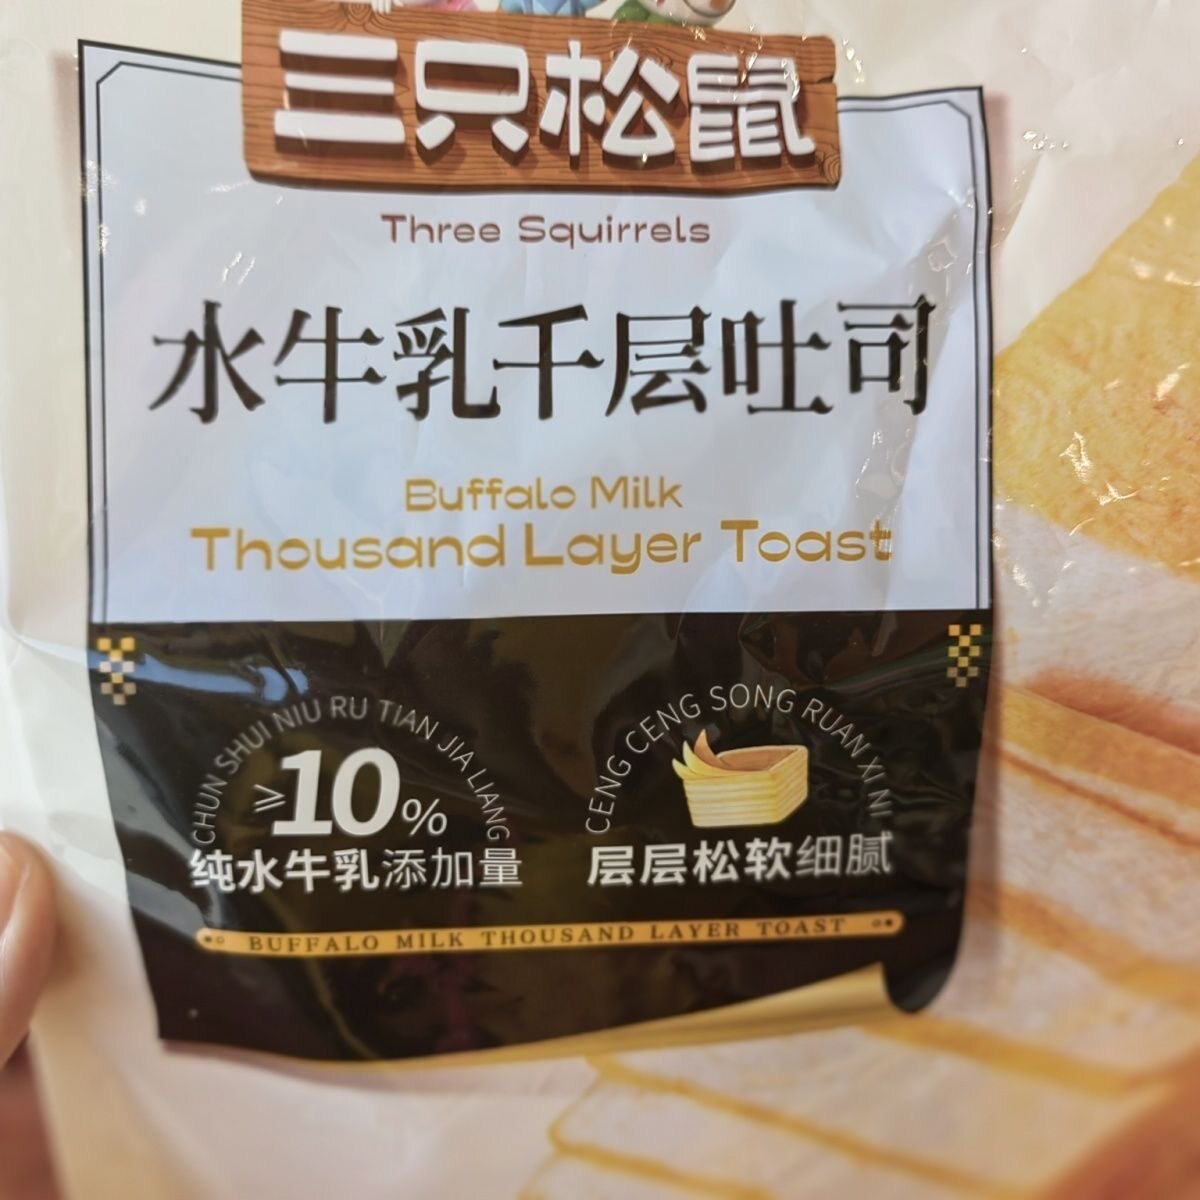 三只松鼠
Three Squirrels
水牛乳千层吐司
Buffalo Milk
Thousand Layer Toast
CHUN SHUI NIU RU TIAN JIA LIANG
≥10%
纯水牛乳添加量
CENG CENG SONG RUAN XI NI
层层松软细腻
BUFFALO MILK THOUSAND LAYER TOAST